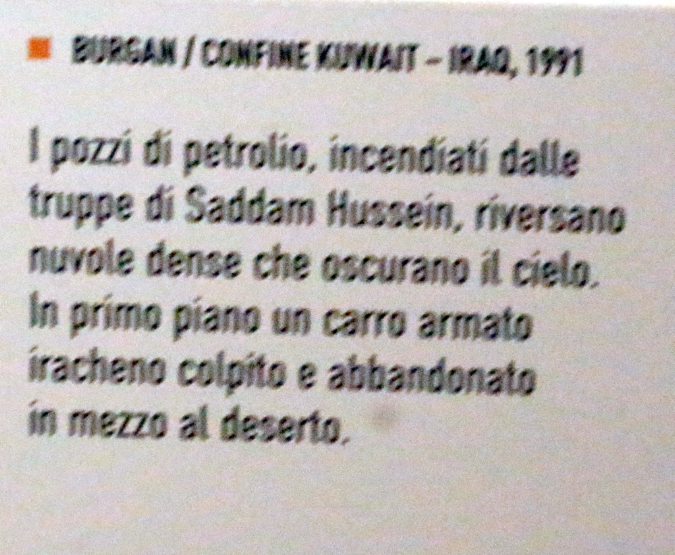 BURGAN / CONFINE KUWAIT – IRAQ, 1991
I pozzi di petrolio, incendiati dalle
truppe di Saddam Hussein, riversano
nuvole dense che oscurano il cielo.
In primo piano un carro armato
iracheno colpito e abbandonato
in mezzo al deserto.